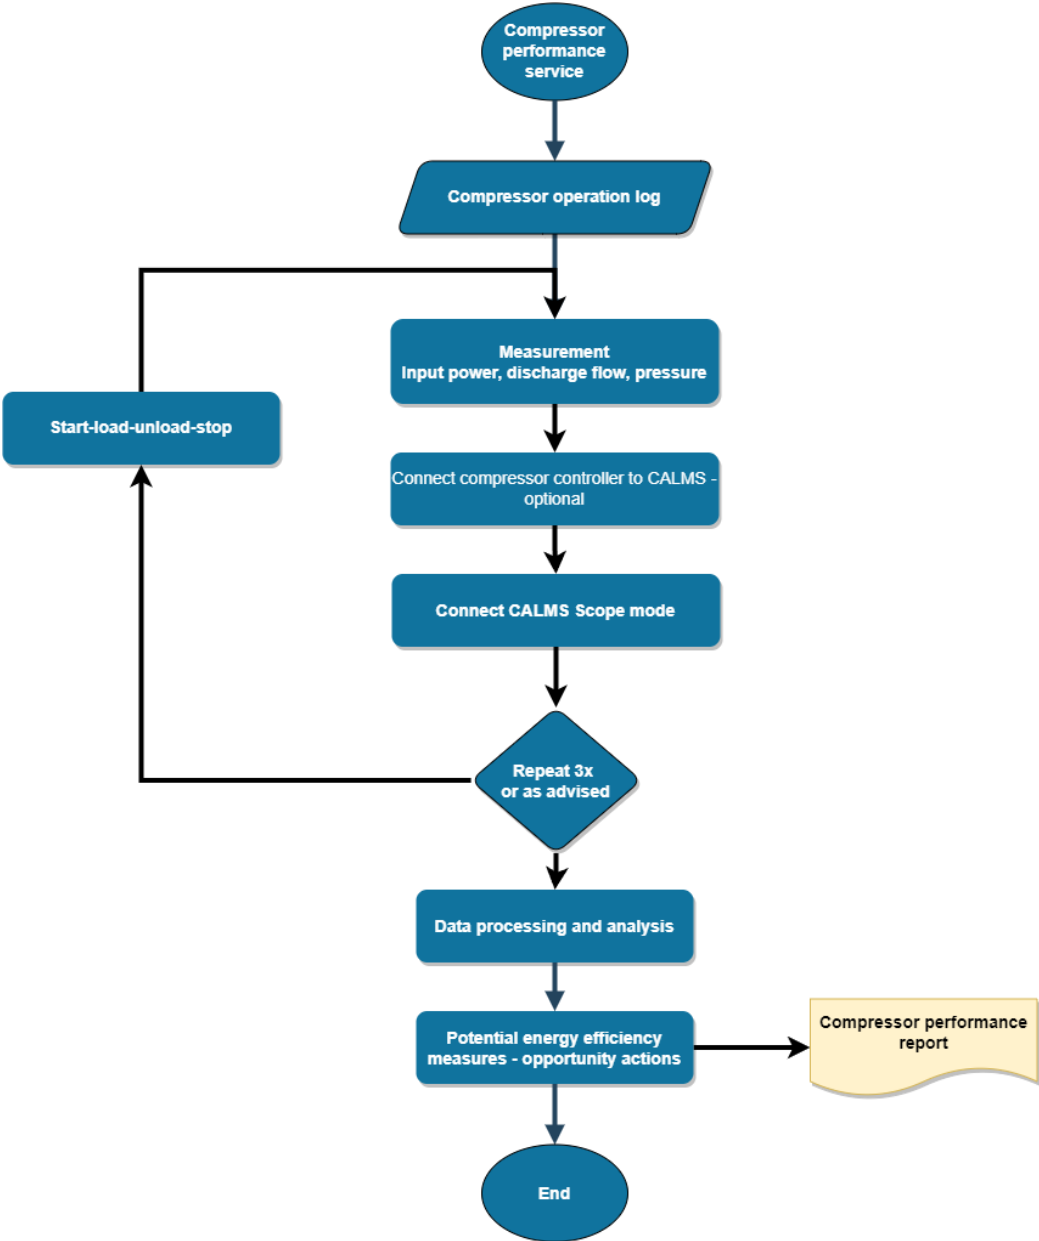 Compressor
performance
service
Compressor operation log
Measurement
Input power, discharge flow, pressure
Start-load-unload-stop
Connect compressor controller to CALMS -
optional
Connect CALMS Scope mode
Repeat 3x
or as advised
Data processing and analysis
Potential energy efficiency
measures - opportunity actions
Compressor performance
report
End